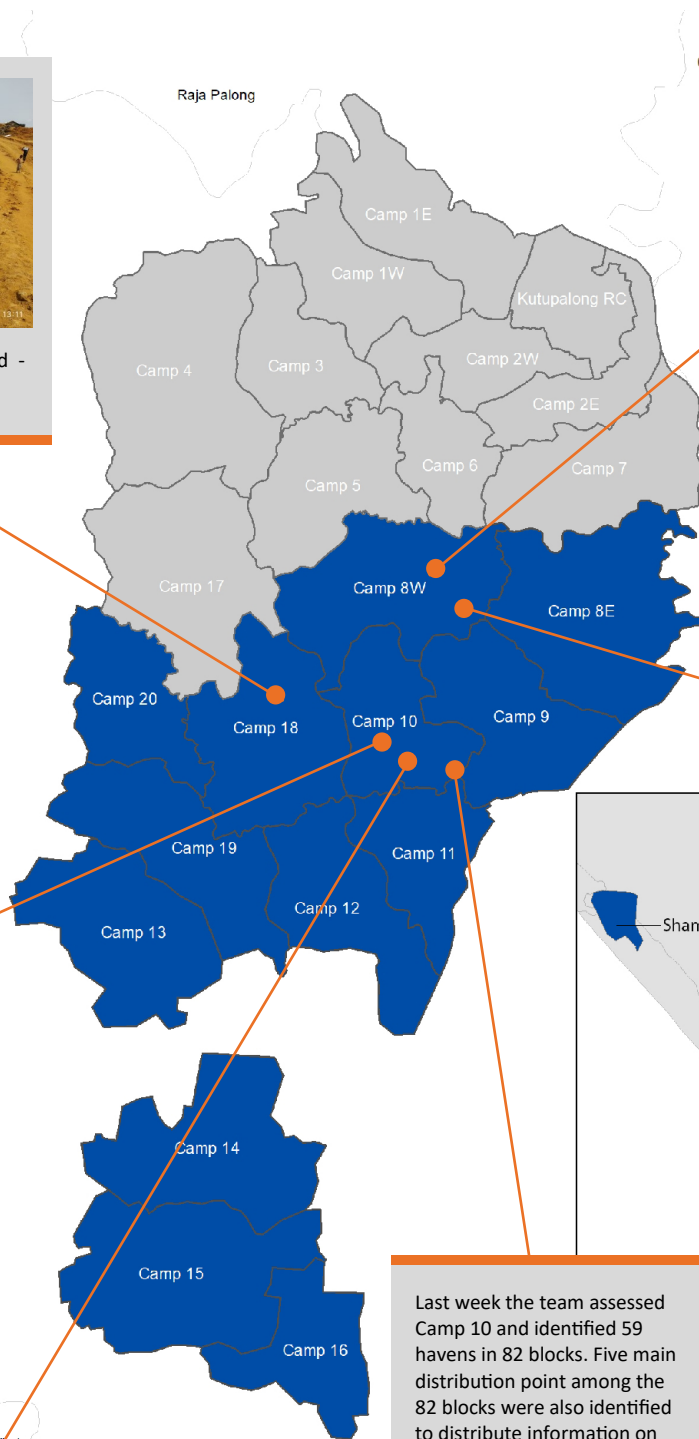 Raja Palong
13:11
d -
Camp 1E
Camp 1W
Kutupalong RC
Camp 4
Camp 3
Camp 2W
Camp 2E
Camp 6
Camp 7
Camp 5
Camp 17
Camp 8W
Camp 8E
Camp 20
Camp 18
Camp 10
Camp 9
Camp 19
Camp 11
Camp 12
Camp 13
Sham
Camp 14
Camp 15
Camp 16
Last week the team assessed
Camp 10 and identified 59
havens in 82 blocks. Five main
distribution point among the
82 blocks were also identified
to distribute information on